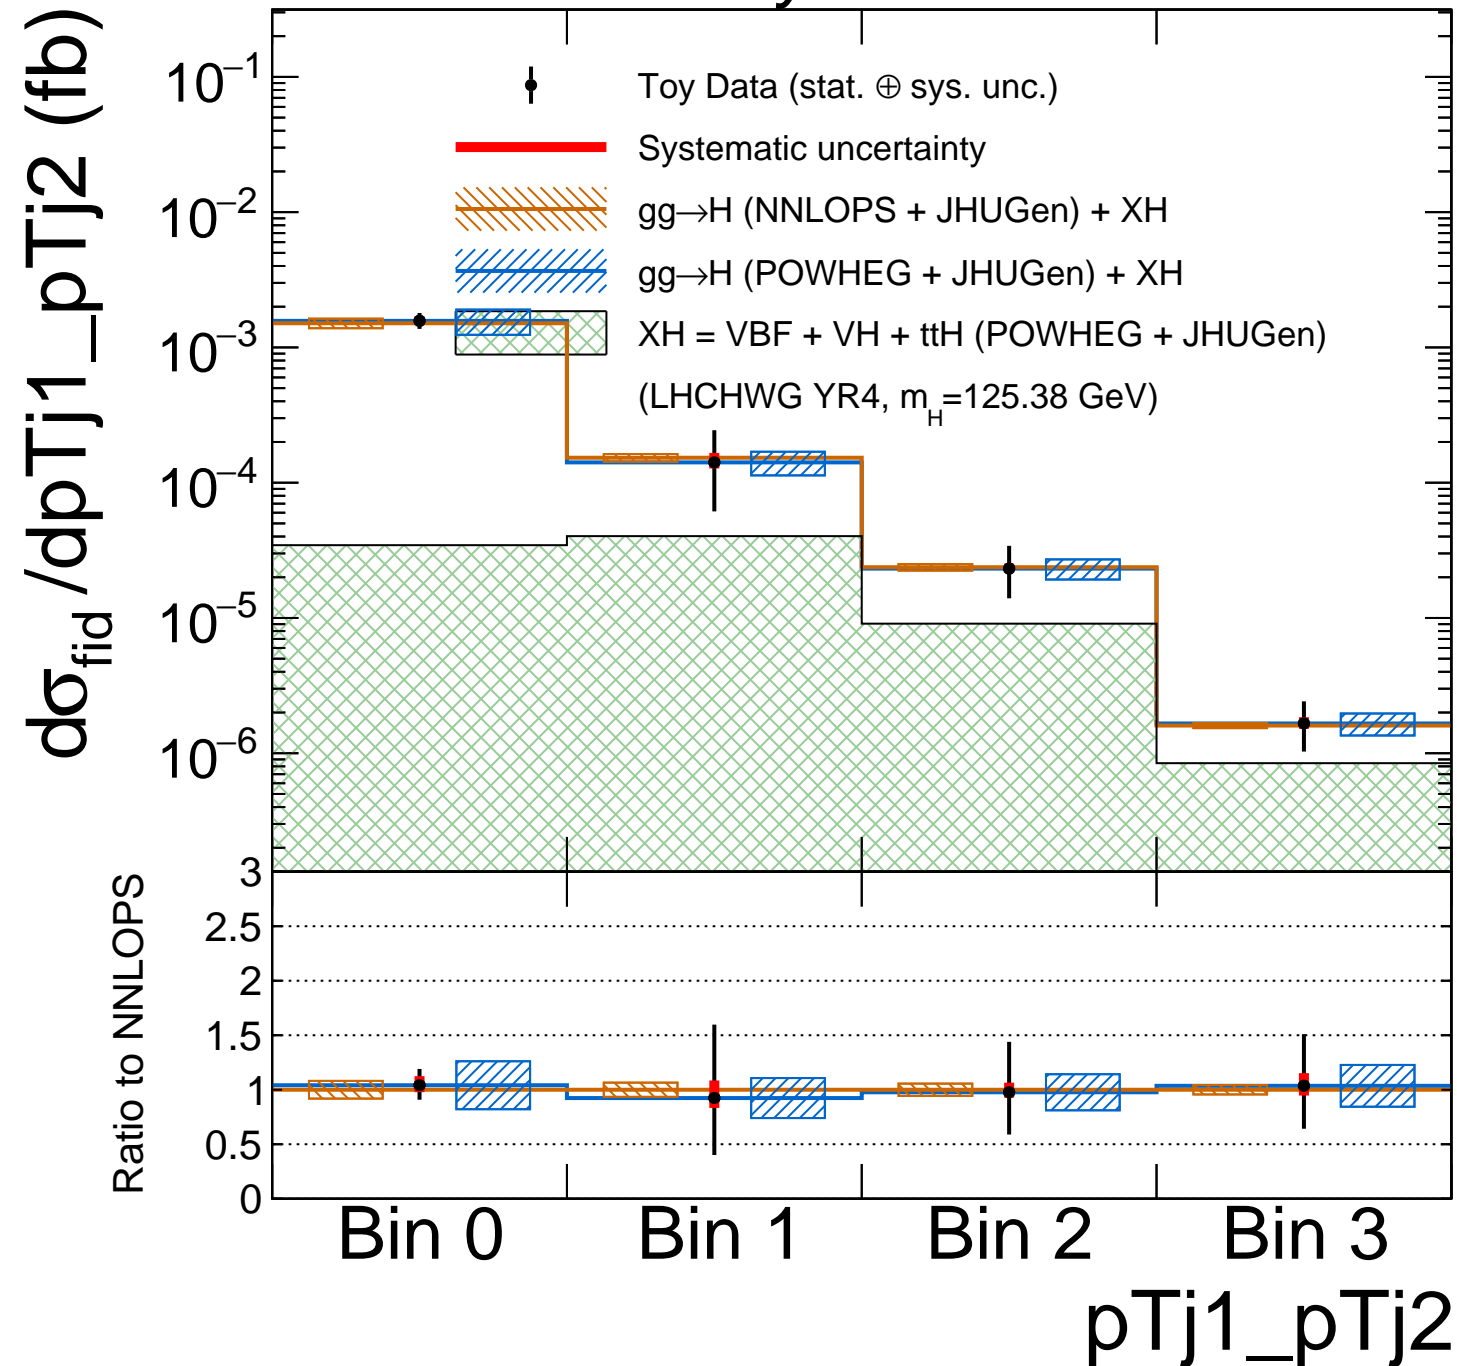 dσfid/dpTj1_pTj2 (fb)
10−1
10−2
10−3
10−4
10−5
10−6
Toy Data (stat. ⊕ sys. unc.)
Systematic uncertainty
gg→H (NNLOPS + JHUGen) + XH
gg→H (POWHEG + JHUGen) + XH
XH = VBF + VH + ttH (POWHEG + JHUGen)
(LHCHWG YR4, mH=125.38 GeV)
Ratio to NNLOPS
3
2.5
2
1.5
1
0.5
0
Bin 0 Bin 1 Bin 2 Bin 3
pTj1_pTj2